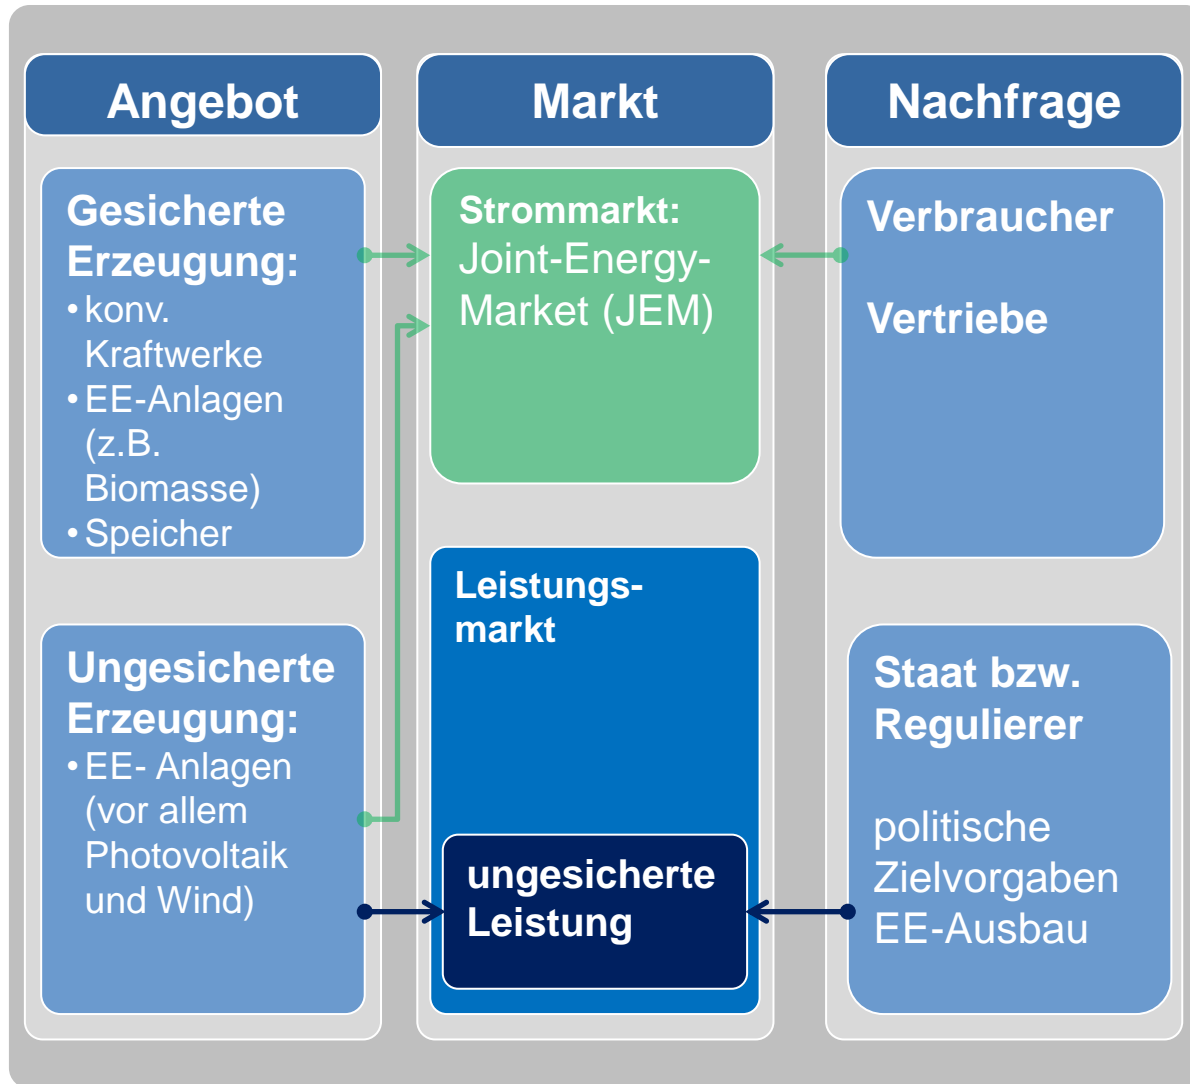 Angebot
Gesicherte
Erzeugung:
• konv.
Kraftwerke
• EE-Anlagen
(z.B.
Biomasse)
• Speicher
Ungesicherte
Erzeugung:
• EE- Anlagen
(vor allem
Photovoltaik
und Wind)
Markt
Strommarkt:
Joint-Energy-
Market (JEM)
Leistungs-
markt
ungesicherte
Leistung
Nachfrage
Verbraucher
Vertriebe
Staat bzw.
Regulierer
politische
Zielvorgaben
EE-Ausbau